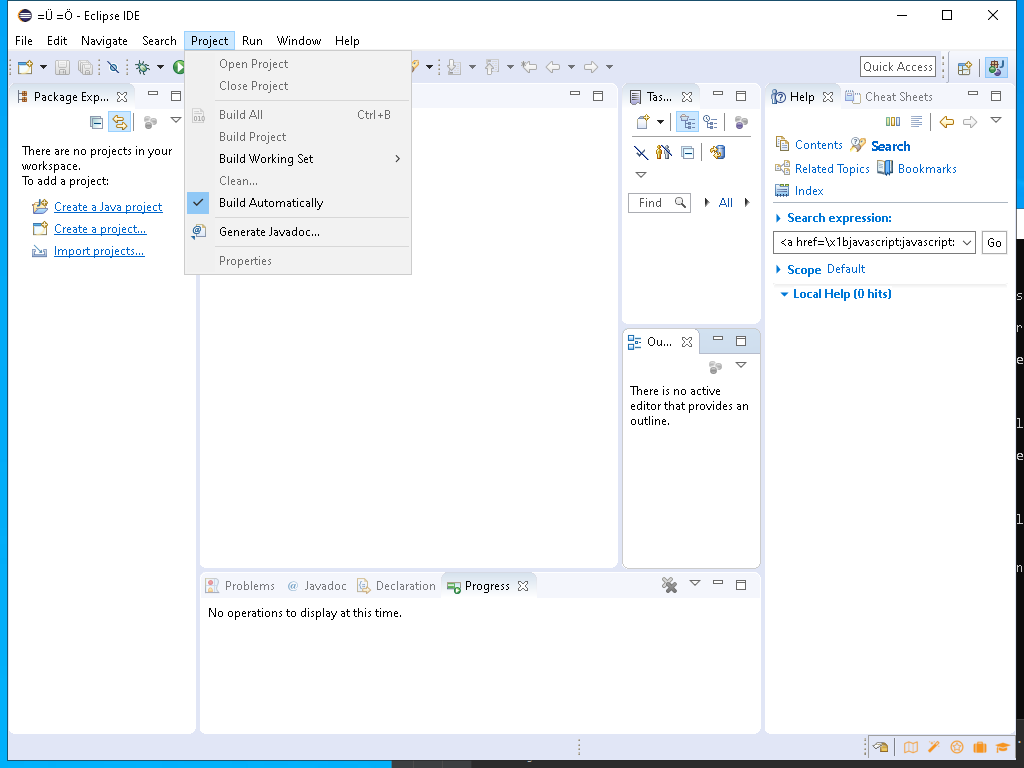 =Ü =Ö - Eclipse IDE
File Edit Navigate Search Project Run Window Help
Quick Access
Open Project
Close Project
Build All Ctrl+B
Build Project
Build Working Set
Clean...
Build Automatically
Generate Javadoc...
Properties
Package Exp...
There are no projects in your
workspace.
To add a project:
Create a Java project
Create a project...
Import projects...
Tas...
Find
All
Ou...
There is no active
editor that provides an
outline.
Help Cheat Sheets
Contents Search
Related Topics Bookmarks
Index
Search expression:
<a href=\x1bjavascript:javascript:
Go
Scope Default
Local Help (0 hits)
Problems @ Javadoc Declaration Progress
No operations to display at this time.